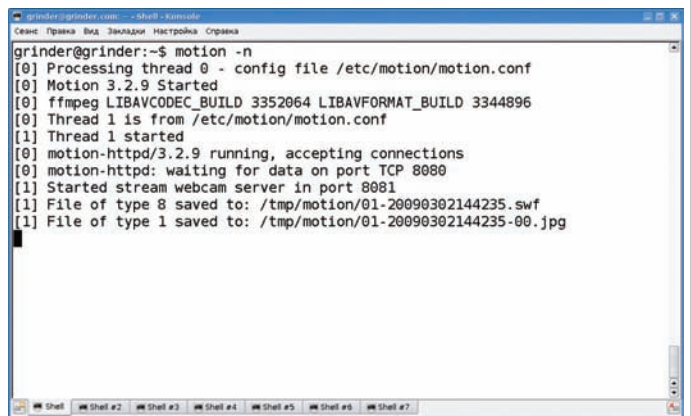 grinder@grinder.com: ~ - Shell - Konsole
Сеанс Правка Вид Закладки Настройка Справка
grinder@grinder:~$ motion -n
[0] Processing thread 0 - config file /etc/motion/motion.conf
[0] Motion 3.2.9 Started
[0] ffmpeg LIBAVCODEC_BUILD 3352064 LIBAVFORMAT_BUILD 3344896
[0] Thread 1 is from /etc/motion/motion.conf
[1] Thread 1 started
[0] motion-httpd/3.2.9 running, accepting connections
[0] motion-httpd: waiting for data on port TCP 8080
[1] Started stream webcam server in port 8081
[1] File of type 8 saved to: /tmp/motion/01-20090302144235.swf
[1] File of type 1 saved to: /tmp/motion/01-20090302144235-00.jpg
Shell Shell #2 Shell #3 Shell #4 Shell #5 Shell #6 Shell #7